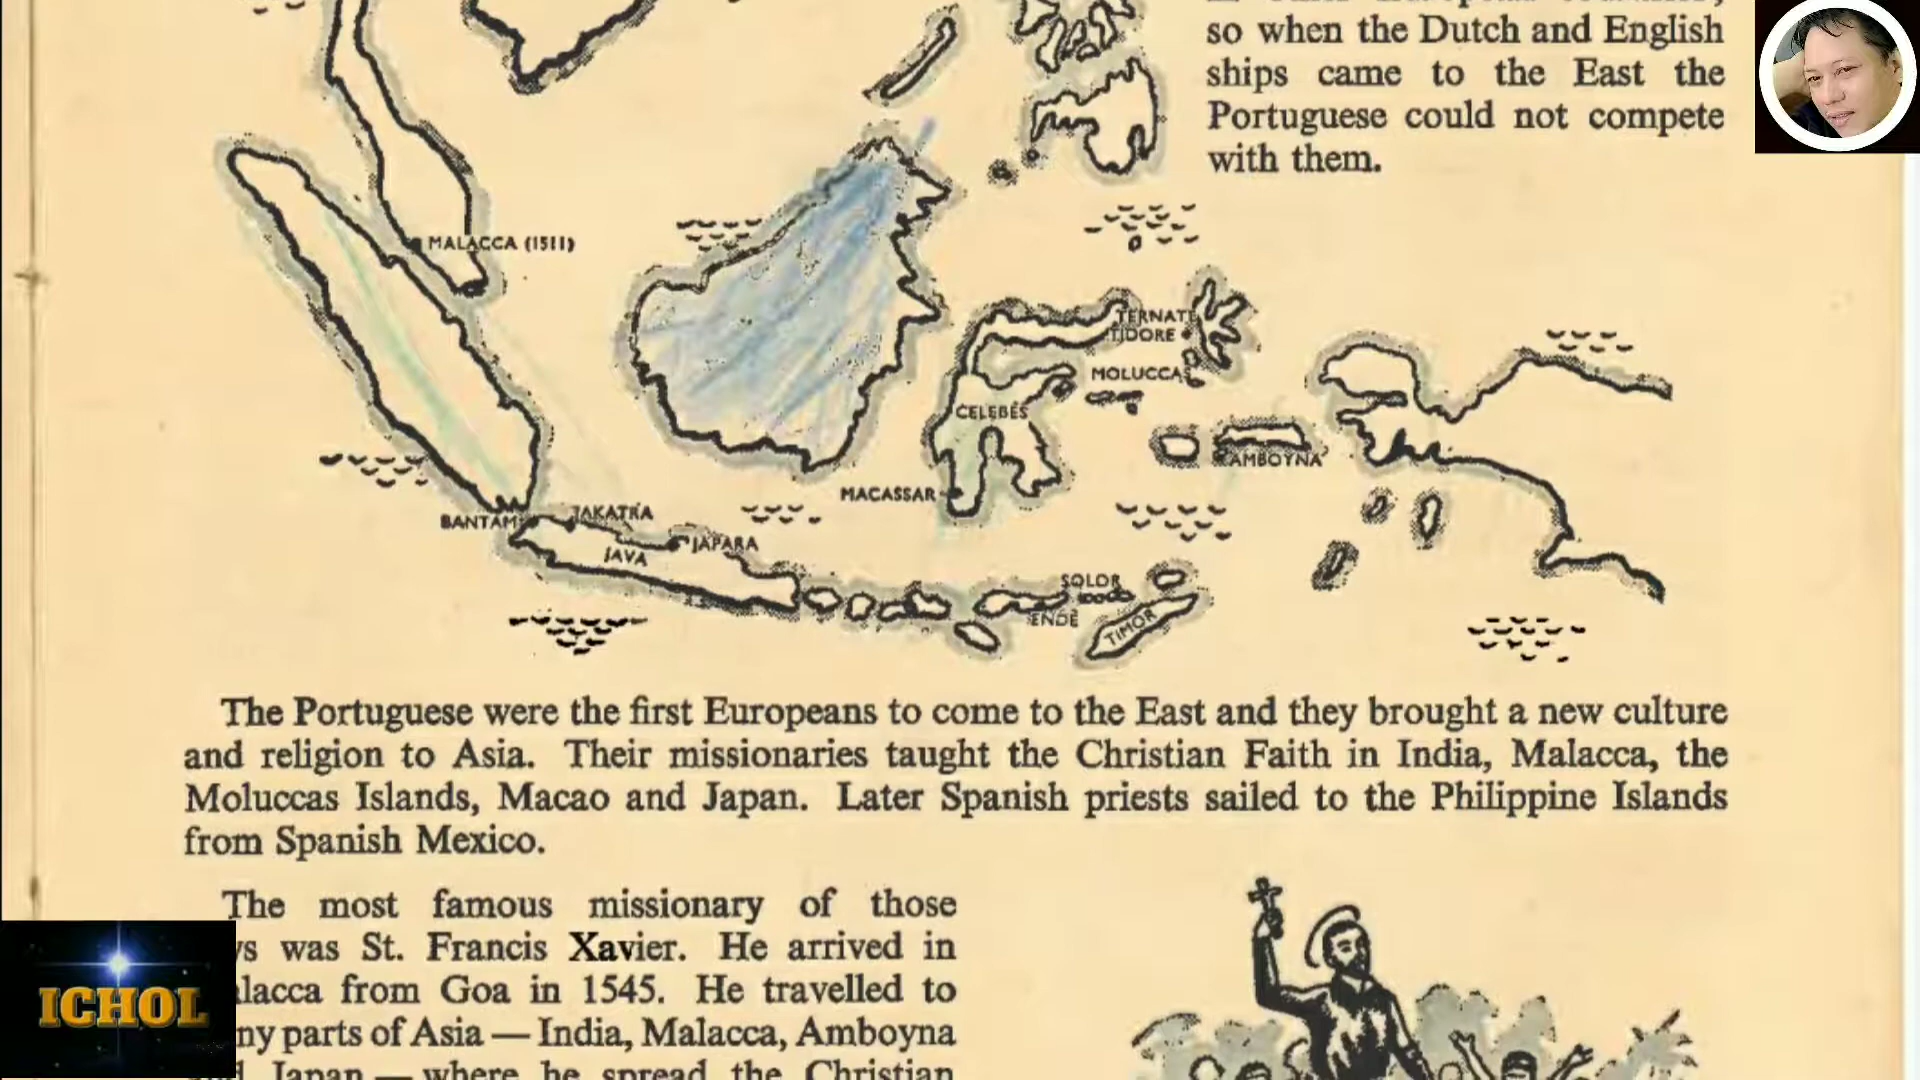 so when the Dutch and English
ships came to the East the
Portuguese could not compete
with them.
MALACCA (1511)
TERNATE
TIDORE
MOLUCCAS
CELEBES
AMBOYNA
MACASSAR
BANTAM
JAKATRA
JAPARA
JAVA
SOLOR
ENDE
TIMOR
The Portuguese were the first Europeans to come to the East and they brought a new culture
and religion to Asia. Their missionaries taught the Christian Faith in India, Malacca, the
Moluccas Islands, Macao and Japan. Later Spanish priests sailed to the Philippine Islands
from Spanish Mexico.
The most famous missionary of those
was St. Francis Xavier. He arrived in
from Goa in 1545. He travelled to
parts of Asia — India, Malacca, Amboyna
Japan — where he spread the Christian
ICHOL